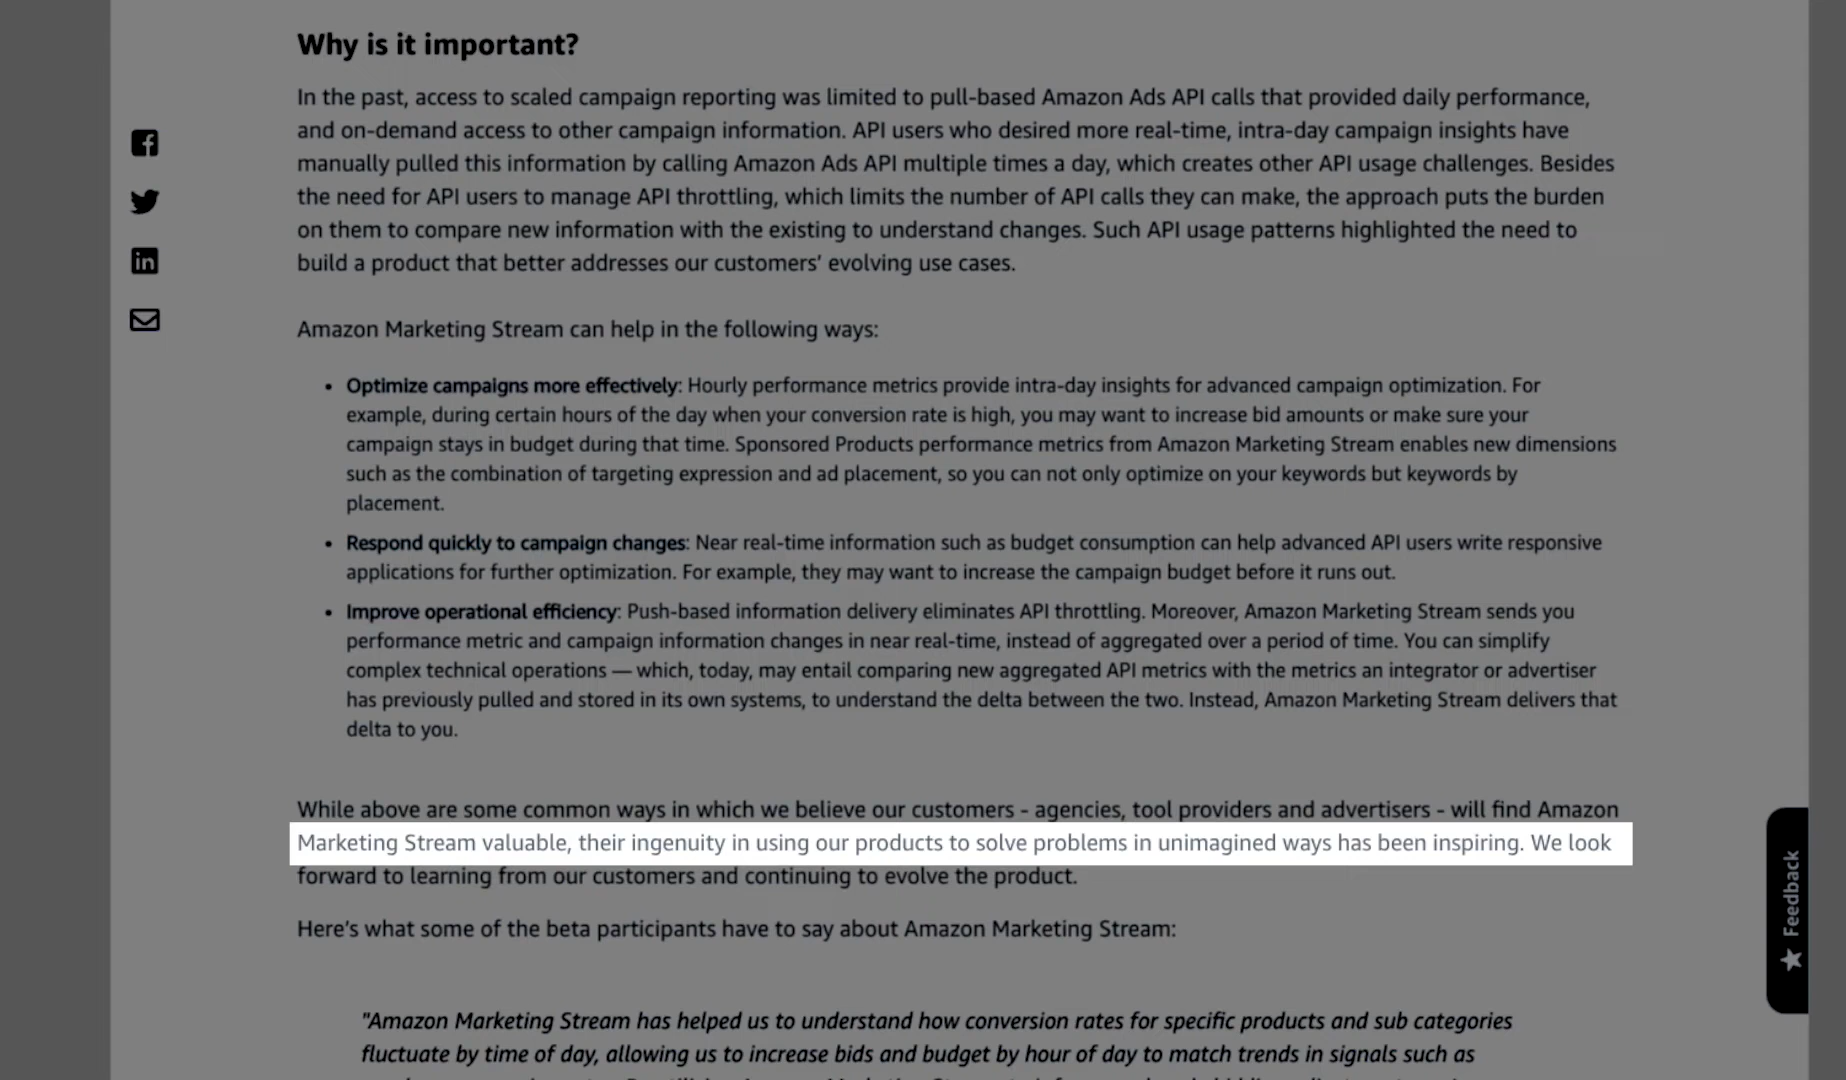 Why is it important?
In the past, access to scaled campaign reporting was limited to pull-based Amazon Ads API calls that provided daily performance,
and on-demand access to other campaign information. API users who desired more real-time, intra-day campaign insights have
manually pulled this information by calling Amazon Ads API multiple times a day, which creates other API usage challenges. Besides
the need for API users to manage API throttling, which limits the number of API calls they can make, the approach puts the burden
on them to compare new information with the existing to understand changes. Such API usage patterns highlighted the need to
build a product that better addresses our customers’ evolving use cases.
Amazon Marketing Stream can help in the following ways:
• Optimize campaigns more effectively: Hourly performance metrics provide intra-day insights for advanced campaign optimization. For
example, during certain hours of the day when your conversion rate is high, you may want to increase bid amounts or make sure your
campaign stays in budget during that time. Sponsored Products performance metrics from Amazon Marketing Stream enables new dimensions
such as the combination of targeting expression and ad placement, so you can not only optimize on your keywords but keywords by
placement.
• Respond quickly to campaign changes: Near real-time information such as budget consumption can help advanced API users write responsive
applications for further optimization. For example, they may want to increase the campaign budget before it runs out.
• Improve operational efficiency: Push-based information delivery eliminates API throttling. Moreover, Amazon Marketing Stream sends you
performance metric and campaign information changes in near real-time, instead of aggregated over a period of time. You can simplify
complex technical operations — which, today, may entail comparing new aggregated API metrics with the metrics an integrator or advertiser
has previously pulled and stored in its own systems, to understand the delta between the two. Instead, Amazon Marketing Stream delivers that
delta to you.
While above are some common ways in which we believe our customers - agencies, tool providers and advertisers - will find Amazon
Marketing Stream valuable, their ingenuity in using our products to solve problems in unimagined ways has been inspiring. We look
forward to learning from our customers and continuing to evolve the product.
Here’s what some of the beta participants have to say about Amazon Marketing Stream:
"Amazon Marketing Stream has helped us to understand how conversion rates for specific products and sub categories
fluctuate by time of day, allowing us to increase bids and budget by hour of day to match trends in signals such as
Feedback